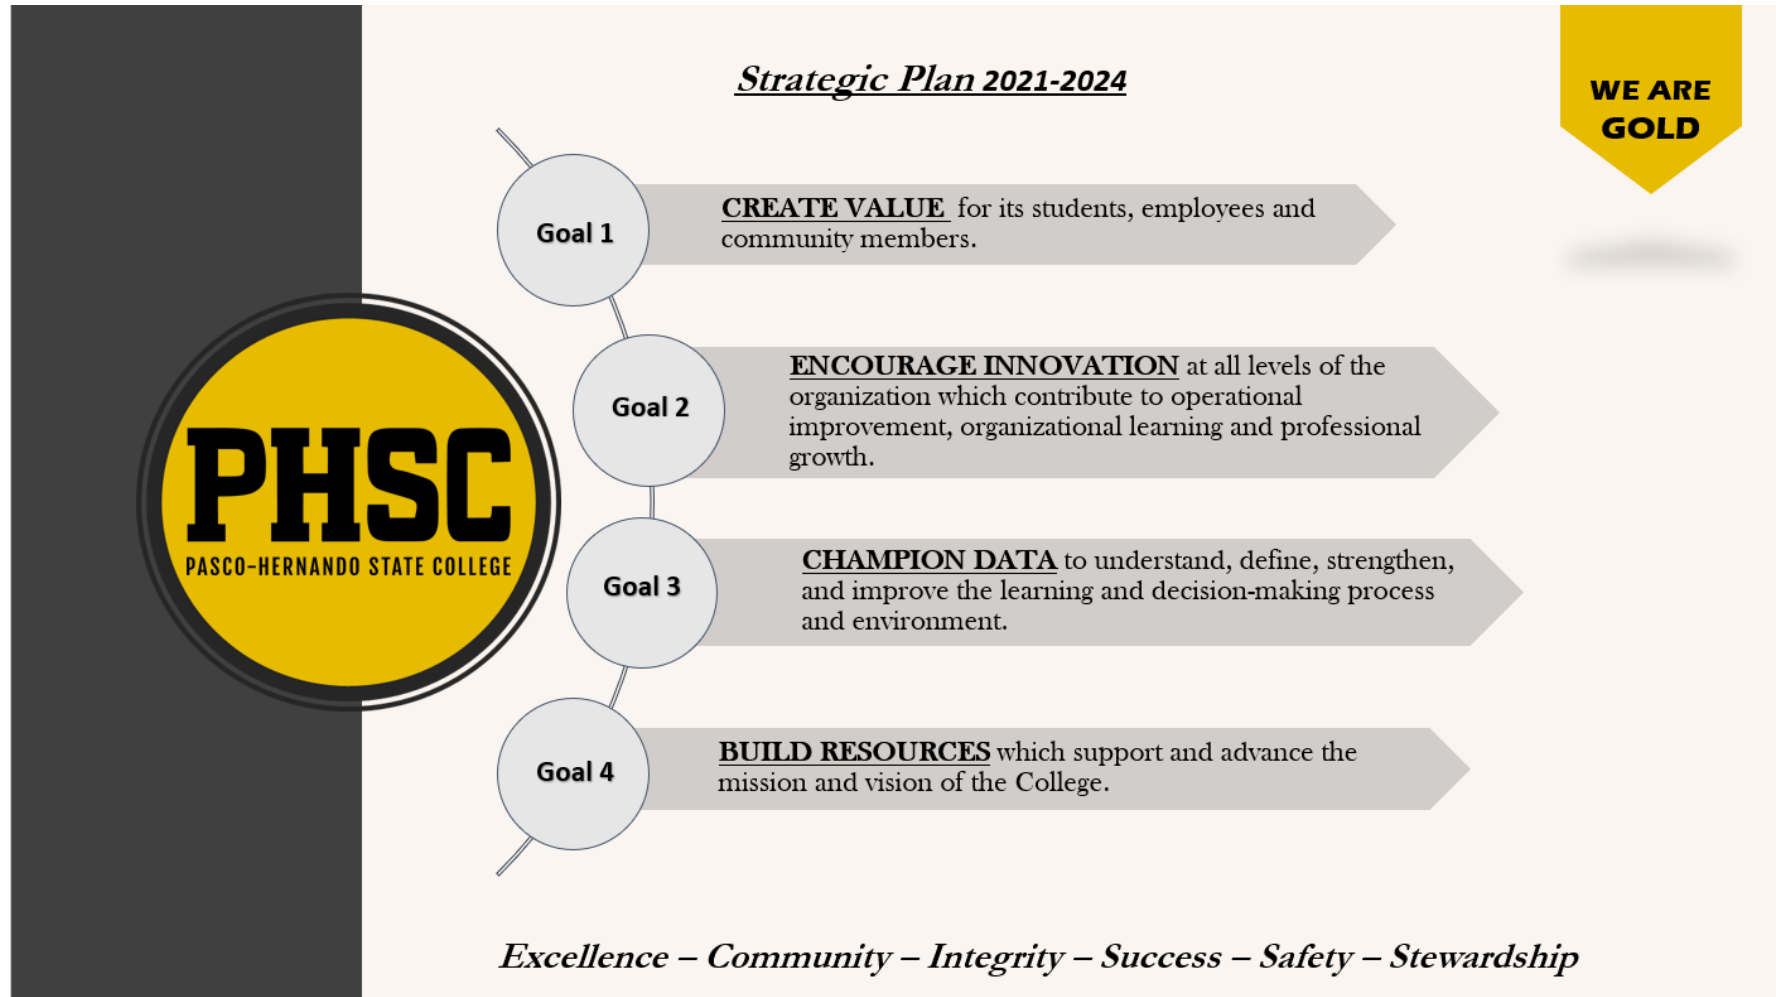 Strategic Plan 2021-2024
WE ARE
GOLD
Goal 1
CREATE VALUE for its students, employees and
community members.
Goal 2
ENCOURAGE INNOVATION at all levels of the
organization which contribute to operational
improvement, organizational learning and professional
growth.
PHSC
PASCO-HERNANDO STATE COLLEGE
Goal 3
CHAMPION DATA to understand, define, strengthen,
and improve the learning and decision-making process
and environment.
Goal 4
BUILD RESOURCES which support and advance the
mission and vision of the College.
Excellence – Community – Integrity – Success – Safety – Stewardship